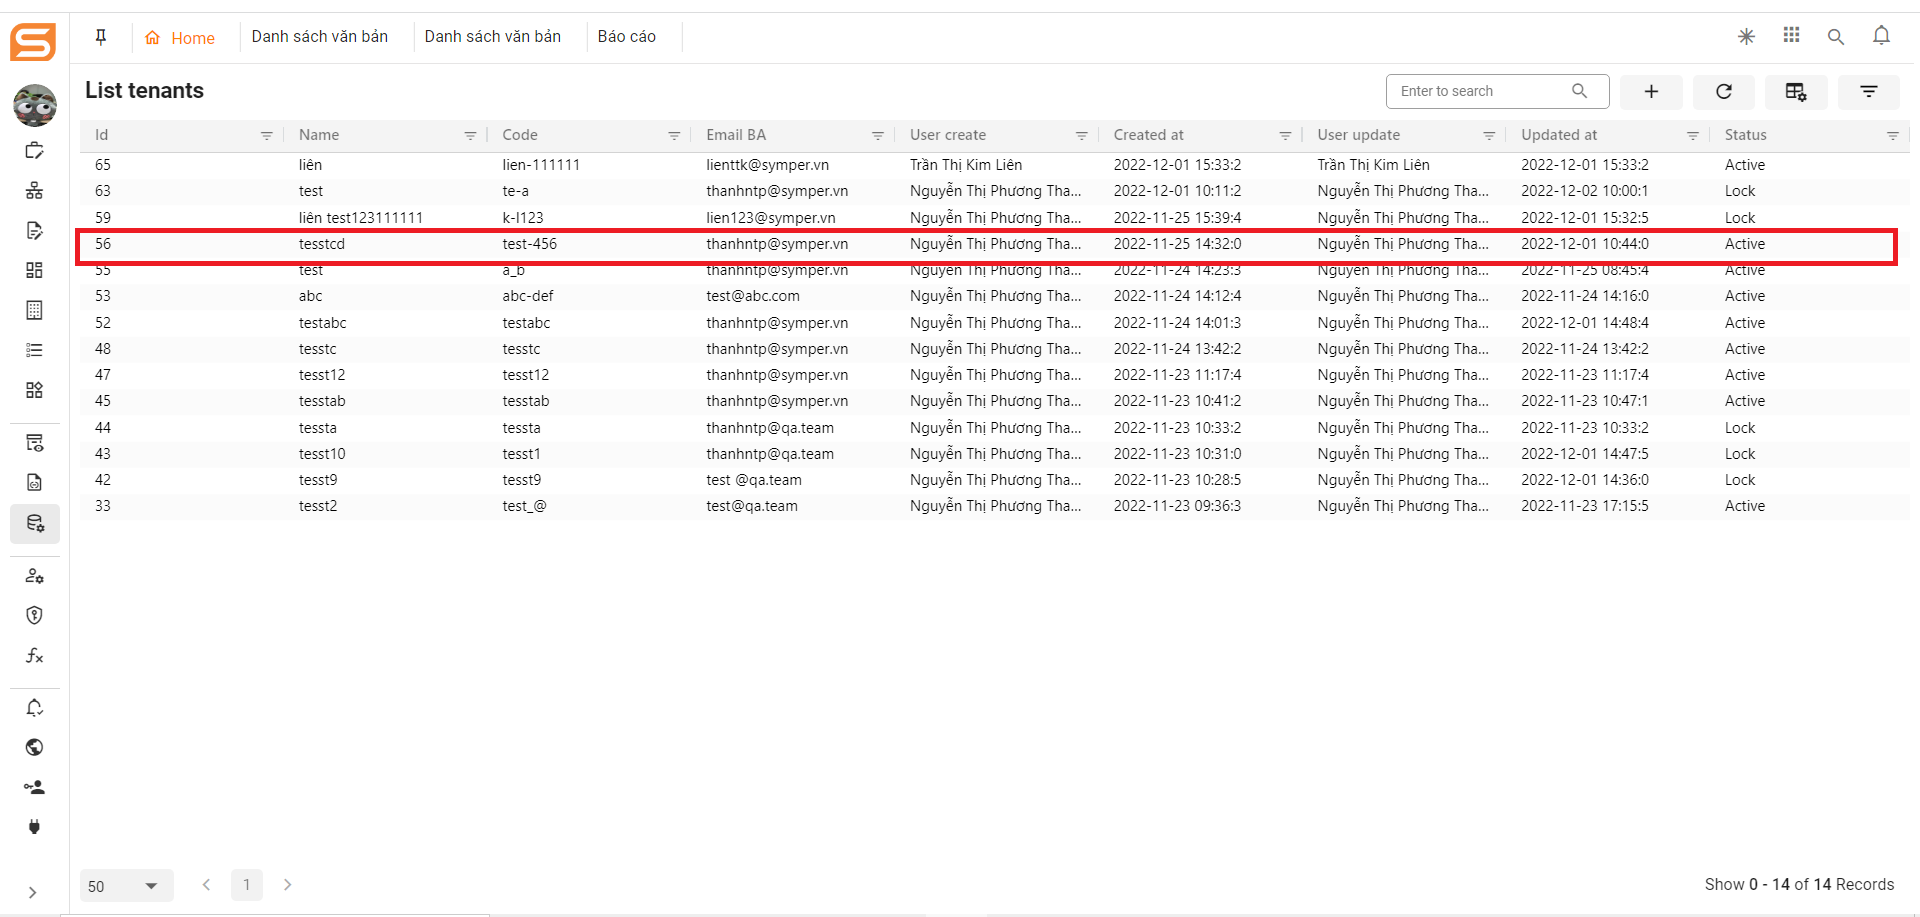 Home Danh sách văn bản Danh sách văn bản Báo cáo
List tenants Enter to search
Id Name Code Email BA User create Created at User update Updated at Status
65 liên lien-111111 lienttk@symper.vn Trần Thị Kim Liên 2022-12-01 15:33:2 Trần Thị Kim Liên 2022-12-01 15:33:2 Active
63 test te-a thanhntp@symper.vn Nguyễn Thị Phương Tha... 2022-12-01 10:11:2 Nguyễn Thị Phương Tha... 2022-12-02 10:00:1 Lock
59 liên test123111111 k-l123 lien123@symper.vn Nguyễn Thị Phương Tha... 2022-11-25 15:39:4 Nguyễn Thị Phương Tha... 2022-12-01 15:32:5 Lock
56 tesstcd test-456 thanhntp@symper.vn Nguyễn Thị Phương Tha... 2022-11-25 14:32:0 Nguyễn Thị Phương Tha... 2022-12-01 10:44:0 Active
55 test a_b thanhntp@symper.vn Nguyễn Thị Phương Tha... 2022-11-24 14:23:3 Nguyễn Thị Phương Tha... 2022-11-25 08:45:4 Active
53 abc abc-def test@abc.com Nguyễn Thị Phương Tha... 2022-11-24 14:12:4 Nguyễn Thị Phương Tha... 2022-11-24 14:16:0 Active
52 testabc testabc thanhntp@symper.vn Nguyễn Thị Phương Tha... 2022-11-24 14:01:3 Nguyễn Thị Phương Tha... 2022-12-01 14:48:4 Active
48 tesstc tesstc thanhntp@symper.vn Nguyễn Thị Phương Tha... 2022-11-24 13:42:2 Nguyễn Thị Phương Tha... 2022-11-24 13:42:2 Active
47 tesst12 tesst12 thanhntp@symper.vn Nguyễn Thị Phương Tha... 2022-11-23 11:17:4 Nguyễn Thị Phương Tha... 2022-11-23 11:17:4 Active
45 tesstab tesstab thanhntp@symper.vn Nguyễn Thị Phương Tha... 2022-11-23 10:41:2 Nguyễn Thị Phương Tha... 2022-11-23 10:47:1 Active
44 tessta tessta thanhntp@qa.team Nguyễn Thị Phương Tha... 2022-11-23 10:33:2 Nguyễn Thị Phương Tha... 2022-11-23 10:33:2 Lock
43 tesst10 tesst1 thanhntp@qa.team Nguyễn Thị Phương Tha... 2022-11-23 10:31:0 Nguyễn Thị Phương Tha... 2022-12-01 14:47:5 Lock
42 tesst9 tesst9 test @qa.team Nguyễn Thị Phương Tha... 2022-11-23 10:28:5 Nguyễn Thị Phương Tha... 2022-12-01 14:36:0 Lock
33 tesst2 test_@ test@qa.team Nguyễn Thị Phương Tha... 2022-11-23 09:36:3 Nguyễn Thị Phương Tha... 2022-11-23 17:15:5 Active
50 1 Show 0 - 14 of 14 Records